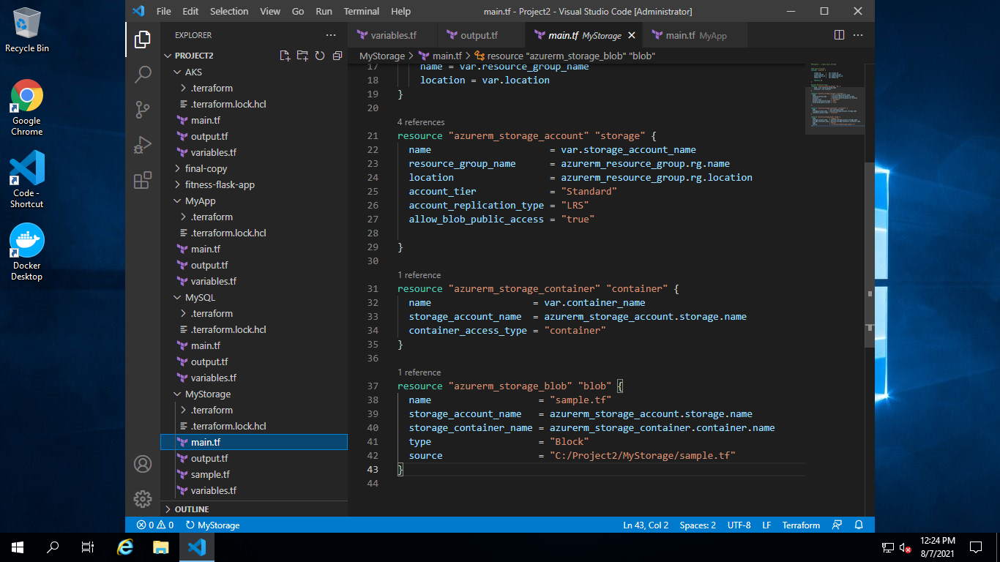 Recycle Bin
Google
Chrome
Code -
Shortcut
Docker
Desktop
File Edit Selection View Go Run Terminal Help
main.tf - Project2 - Visual Studio Code [Administrator]
EXPLORER
PROJECT2
AKS
.terraform
.terraform.lock.hcl
main.tf
output.tf
variables.tf
final-copy
fitness-flask-app
MyApp
.terraform
.terraform.lock.hcl
main.tf
output.tf
variables.tf
MySQL
.terraform
.terraform.lock.hcl
main.tf
output.tf
variables.tf
MyStorage
.terraform
.terraform.lock.hcl
main.tf
output.tf
sample.tf
variables.tf
OUTLINE
variables.tf output.tf main.tf MyStorage main.tf MyApp
MyStorage > main.tf > resource "azurerm_storage_blob" "blob"
17 name = var.resource_group_name
18 location = var.location
19 }
20
4 references
21 resource "azurerm_storage_account" "storage" {
22 name = var.storage_account_name
23 resource_group_name = azurerm_resource_group.rg.name
24 location = azurerm_resource_group.rg.location
25 account_tier = "Standard"
26 account_replication_type = "LRS"
27 allow_blob_public_access = "true"
28
29 }
30
1 reference
31 resource "azurerm_storage_container" "container" {
32 name = var.container_name
33 storage_account_name = azurerm_storage_account.storage.name
34 container_access_type = "container"
35 }
36
1 reference
37 resource "azurerm_storage_blob" "blob" {
38 name = "sample.tf"
39 storage_account_name = azurerm_storage_account.storage.name
40 storage_container_name = azurerm_storage_container.container.name
41 type = "Block"
42 source = "C:/Project2/MyStorage/sample.tf"
43 }
44
0 0 MyStorage
Ln 43, Col 2 Spaces: 2 UTF-8 LF Terraform
12:24 PM
8/7/2021